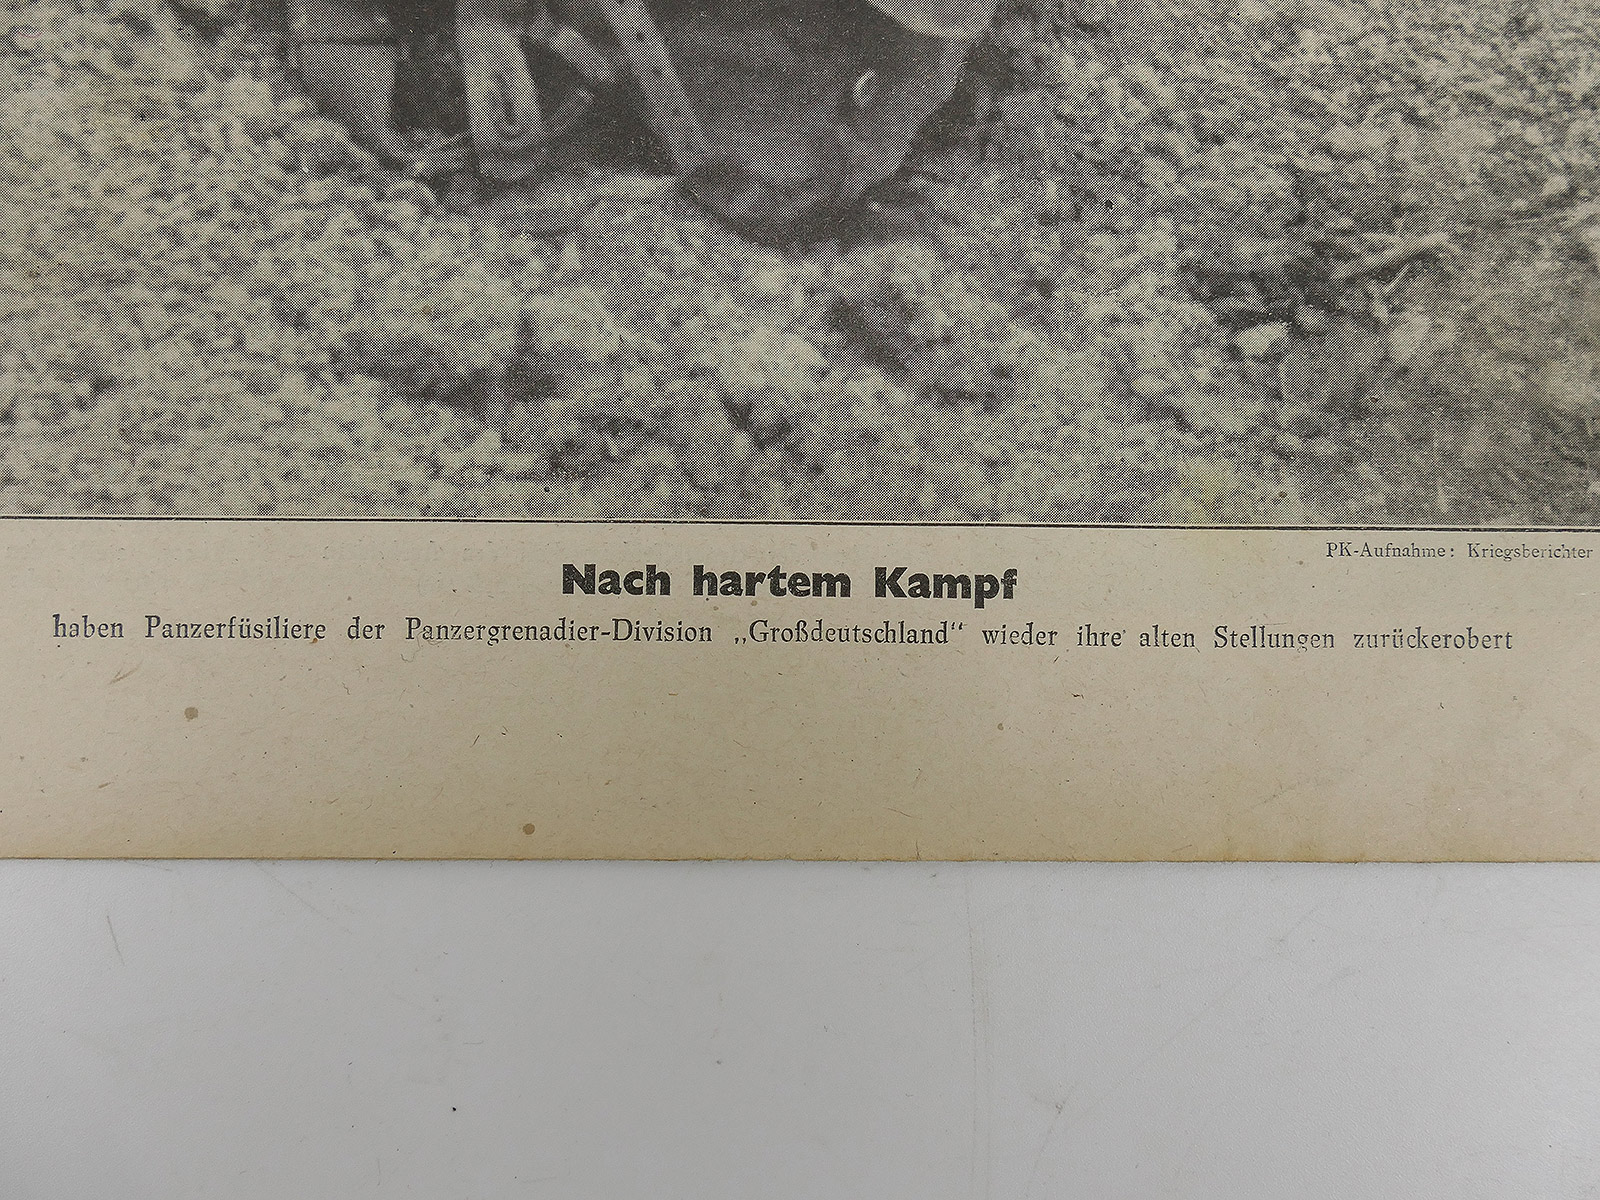 PK-Aufnahme: Kriegsberichter
Nach hartem Kampf
haben Panzerfüsiliere der Panzergrenadier-Division „Großdeutschland“ wieder ihre alten Stellungen zurückerobert